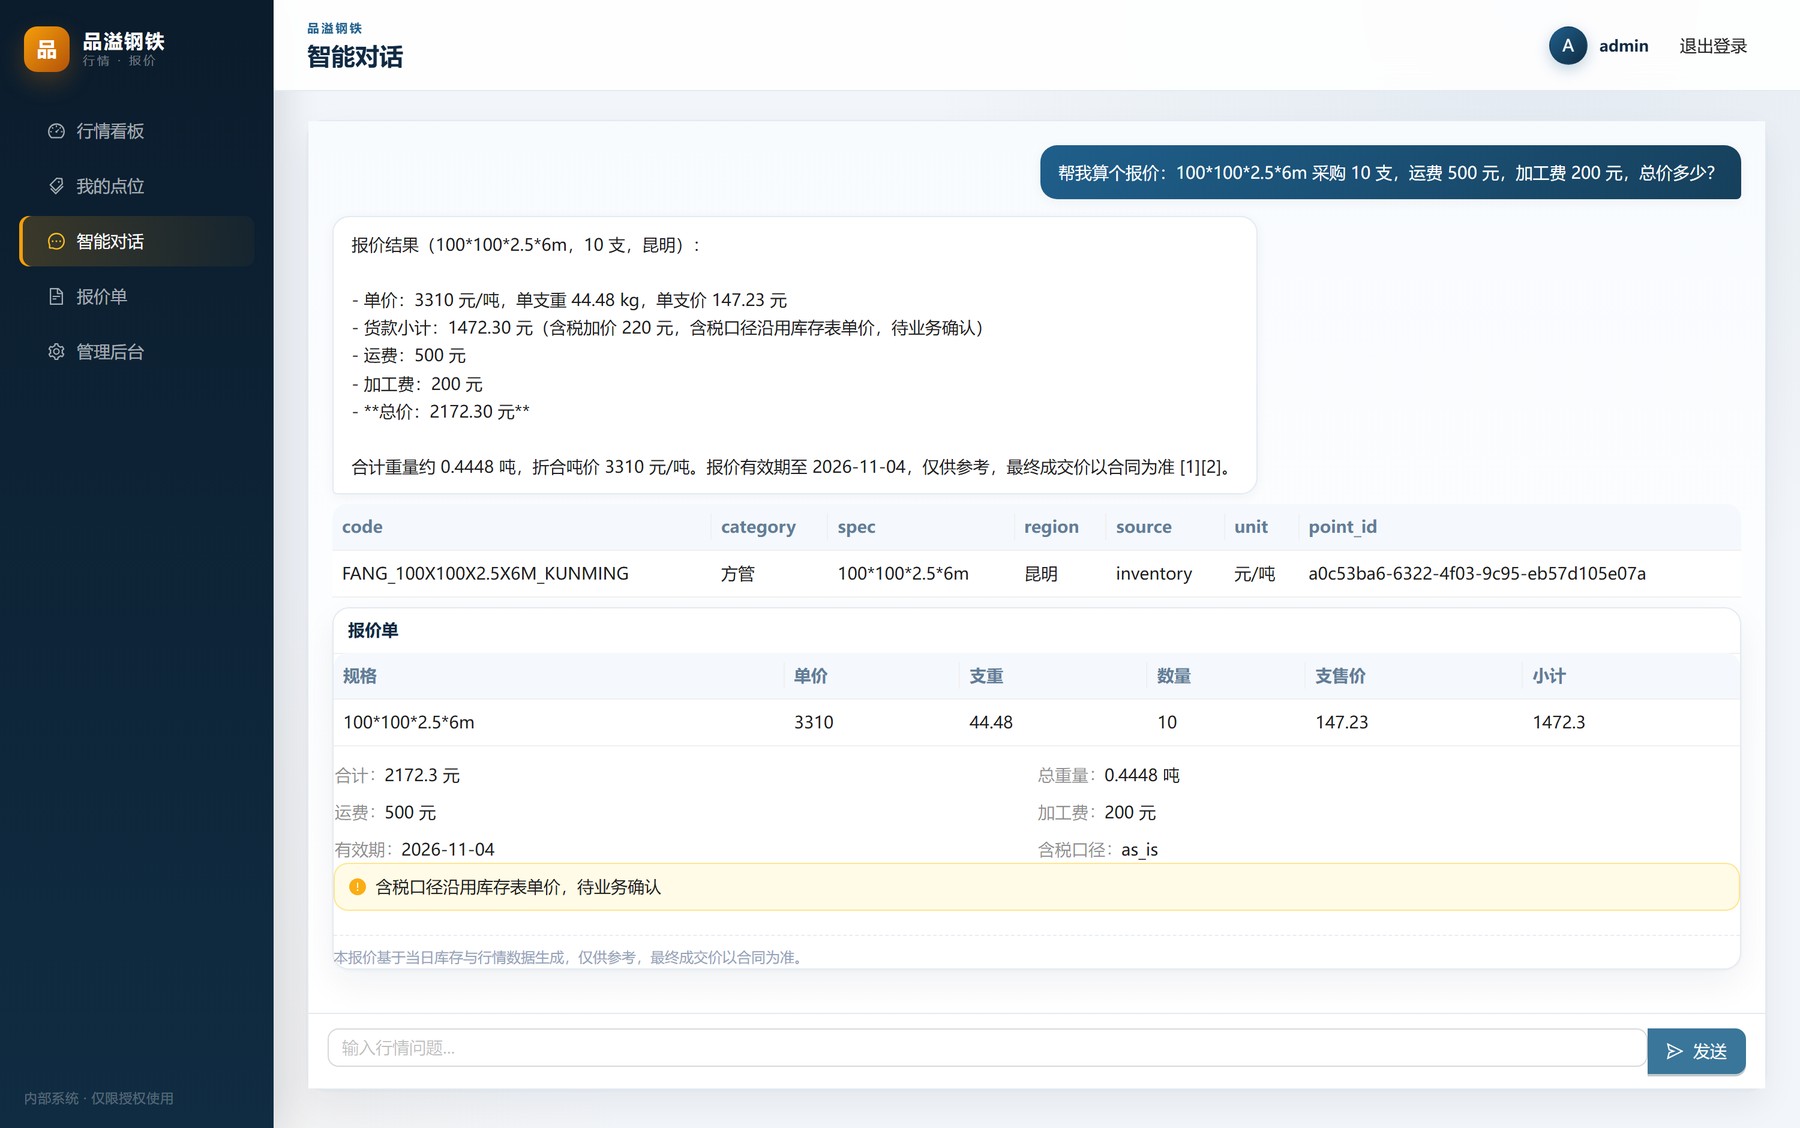 品
品溢钢铁
行情 · 报价
行情看板
我的点位
智能对话
报价单
管理后台
内部系统 · 仅限授权使用
品溢钢铁
智能对话
A
admin
退出登录
帮我算个报价：100*100*2.5*6m 采购 10 支，运费 500 元，加工费 200 元，总价多少？
报价结果（100*100*2.5*6m，10 支，昆明）：
- 单价：3310 元/吨，单支重 44.48 kg，单支价 147.23 元
- 货款小计：1472.30 元（含税加价 220 元，含税口径沿用库存表单价，待业务确认）
- 运费：500 元
- 加工费：200 元
- **总价：2172.30 元**
合计重量约 0.4448 吨，折合吨价 3310 元/吨。报价有效期至 2026-11-04，仅供参考，最终成交价以合同为准 [1][2]。
code category spec region source unit point_id
FANG_100X100X2.5X6M_KUNMING 方管 100*100*2.5*6m 昆明 inventory 元/吨 a0c53ba6-6322-4f03-9c95-eb57d105e07a
报价单
规格 单价 支重 数量 支售价 小计
100*100*2.5*6m 3310 44.48 10 147.23 1472.3
合计：2172.3 元 总重量：0.4448 吨
运费：500 元 加工费：200 元
有效期：2026-11-04 含税口径：as_is
含税口径沿用库存表单价，待业务确认
本报价基于当日库存与行情数据生成，仅供参考，最终成交价以合同为准。
输入行情问题...
发送